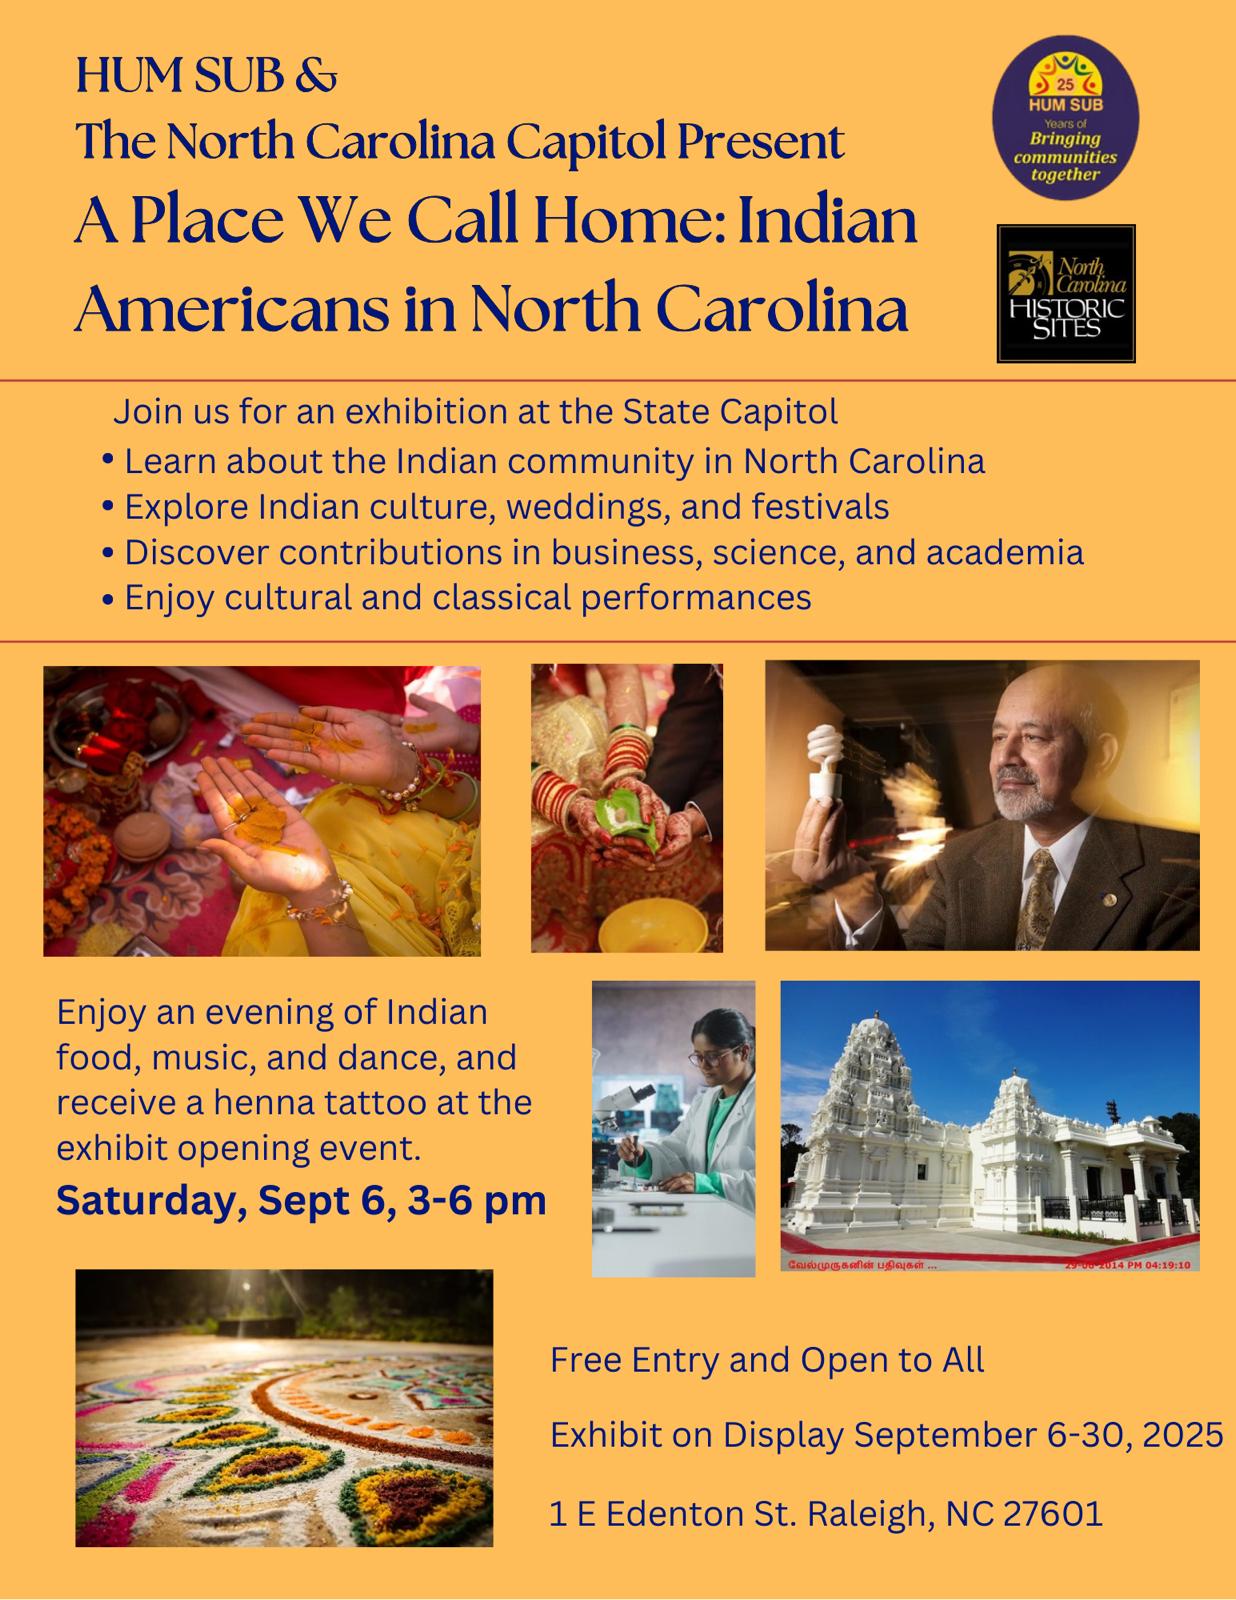 HUM SUB &
The North Carolina Capitol Present
A Place We Call Home: Indian
Americans in North Carolina
25
HUM SUB
Years of
Bringing
communities
together
North
Carolina
HISTORIC
SITES
Join us for an exhibition at the State Capitol
• Learn about the Indian community in North Carolina
• Explore Indian culture, weddings, and festivals
• Discover contributions in business, science, and academia
• Enjoy cultural and classical performances
Enjoy an evening of Indian
food, music, and dance, and
receive a henna tattoo at the
exhibit opening event.
Saturday, Sept 6, 3-6 pm
வேல்முருகனின் பதிவுகள் ...
29-06-2014 PM 04:19:10
Free Entry and Open to All
Exhibit on Display September 6-30, 2025
1 E Edenton St. Raleigh, NC 27601